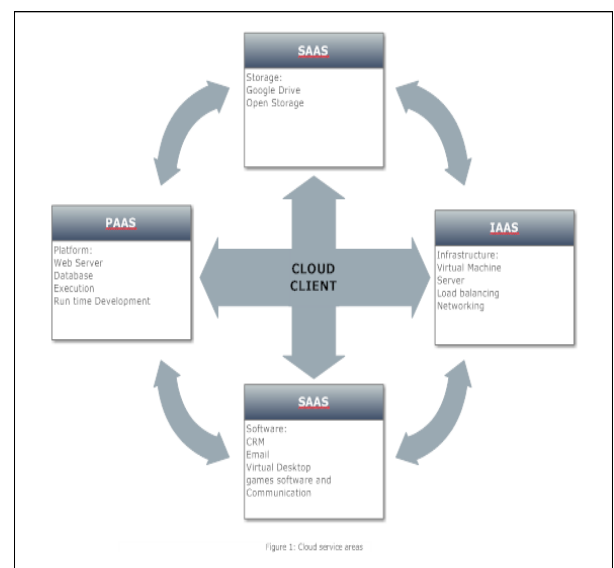 SAAS
Storage:
Google Drive
Open Storage
PAAS
Platform:
Web Server
Database
Execution
Run time Development
CLOUD
CLIENT
IAAS
Infrastructure:
Virtual Machine
Server
Load balancing
Networking
SAAS
Software:
CRM
Email
Virtual Desktop
games software and
Communication
Figure 1: Cloud service areas